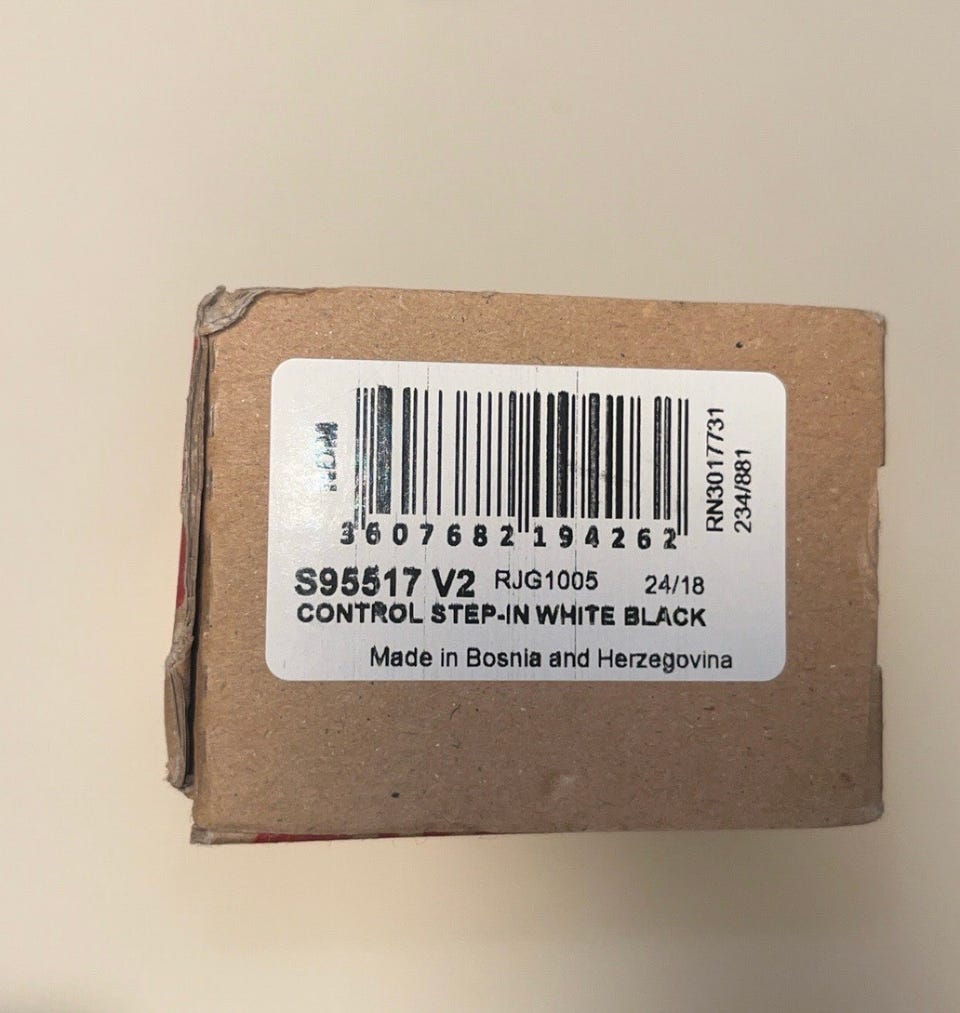 3607682194262
RN3017731
234/881
S95517 V2 RJG1005 24/18
CONTROL STEP-IN WHITE BLACK
Made in Bosnia and Herzegovina